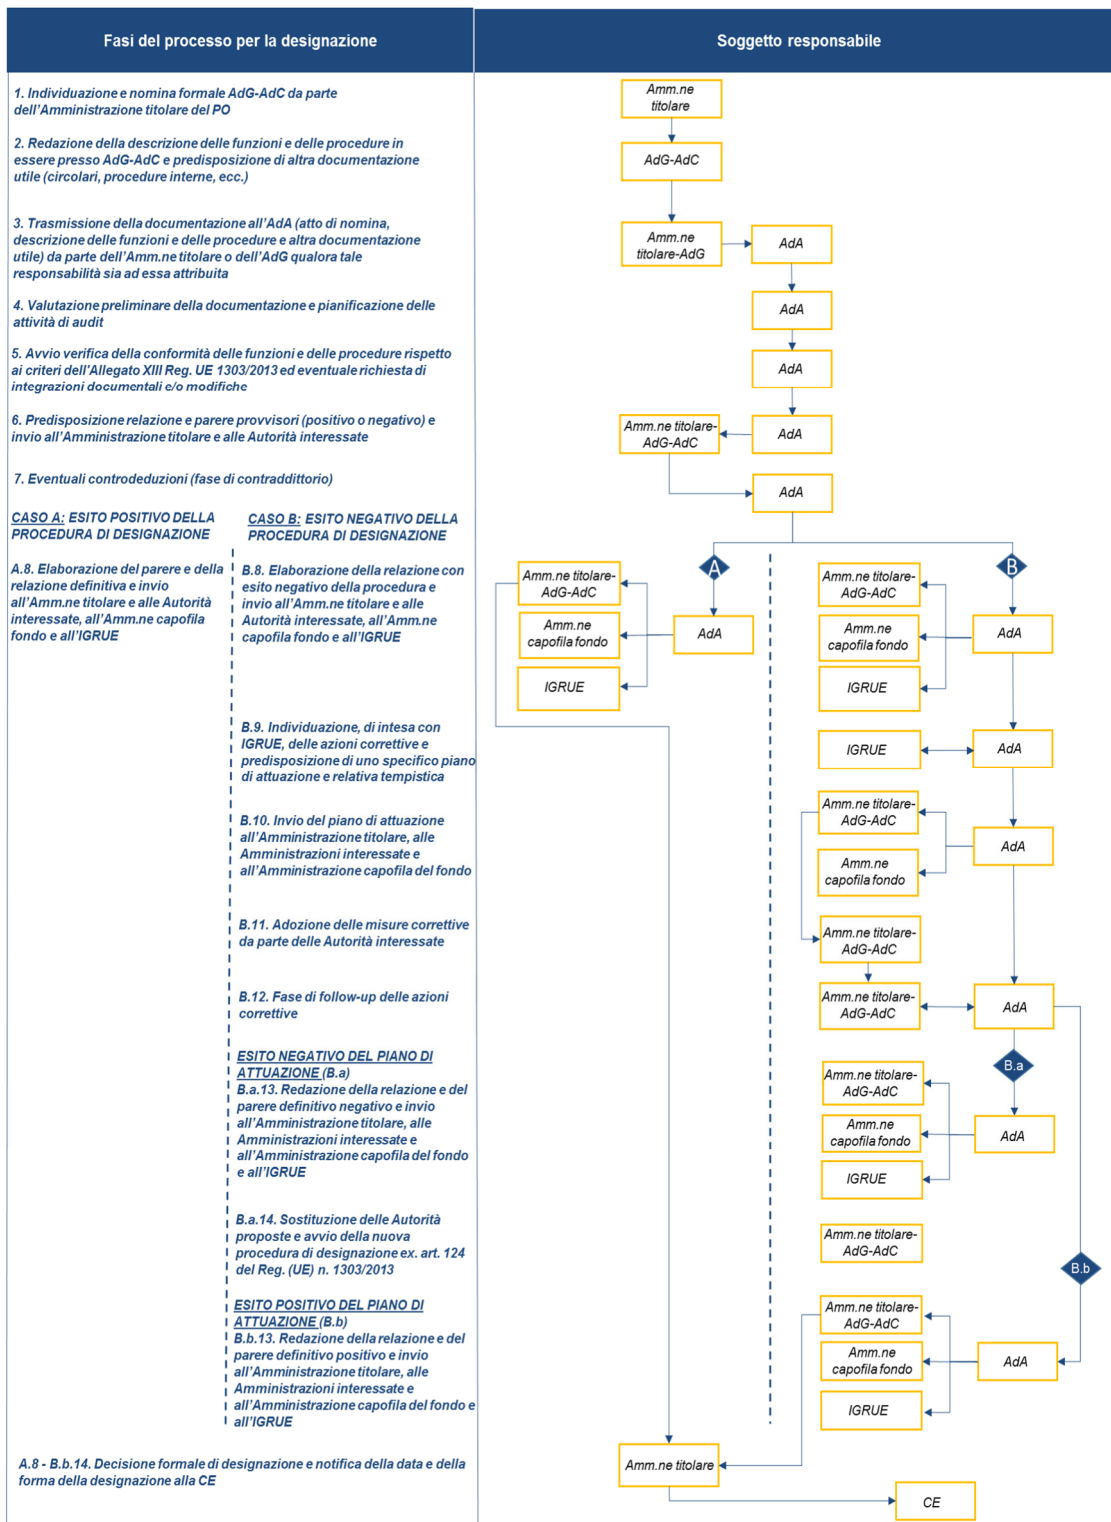 Fasi del processo per la designazione
Soggetto responsabile
1. Individuazione e nomina formale AdG-AdC da parte
dell'Amministrazione titolare del PO
2. Redazione della descrizione delle funzioni e delle procedure in
essere presso AdG-AdC e predisposizione di altra documentazione
utile (circolari, procedure interne, ecc.)
3. Trasmissione della documentazione all'AdA (atto di nomina,
descrizione delle funzioni e delle procedure e altra documentazione
utile) da parte dell'Amm.ne titolare o dell'AdG qualora tale
responsabilità sia ad essa attribuita
4. Valutazione preliminare della documentazione e pianificazione delle
attività di audit
5. Avvio verifica della conformità delle funzioni e delle procedure rispetto
ai criteri dell'Allegato XIII Reg. UE 1303/2013 ed eventuale richiesta di
integrazioni documentali e/o modifiche
6. Predisposizione relazione e parere provvisori (positivo o negativo) e
invio all'Amministrazione titolare e alle Autorità interessate
7. Eventuali controdeduzioni (fase di contraddittorio)
CASO A: ESITO POSITIVO DELLA
PROCEDURA DI DESIGNAZIONE
A.8. Elaborazione del parere e della
relazione definitiva e invio
all'Amm.ne titolare e alle Autorità
interessate, all'Amm.ne capofila
fondo e all'IGRUE
CASO B: ESITO NEGATIVO DELLA
PROCEDURA DI DESIGNAZIONE
B.8. Elaborazione della relazione con
esito negativo della procedura e
invio all'Amm.ne titolare e alle
Autorità interessate, all'Amm.ne
capofila fondo e all'IGRUE
B.9. Individuazione, di intesa con
IGRUE, delle azioni correttive e
predisposizione di uno specifico piano
di attuazione e relativa tempistica
B.10. Invio del piano di attuazione
all'Amministrazione titolare, alle
Amministrazioni interessate e
all'Amministrazione capofila del fondo
B.11. Adozione delle misure correttive
da parte delle Autorità interessate
B.12. Fase di follow-up delle azioni
correttive
ESITO NEGATIVO DEL PIANO DI
ATTUAZIONE (B.a)
B.a.13. Redazione della relazione e del
parere definitivo negativo e invio
all'Amministrazione titolare, alle
Amministrazioni interessate e
all'Amministrazione capofila del fondo
e all'IGRUE
B.a.14. Sostituzione delle Autorità
proposte e avvio della nuova
procedura di designazione ex. art. 124
del Reg. (UE) n. 1303/2013
ESITO POSITIVO DEL PIANO DI
ATTUAZIONE (B.b)
B.b.13. Redazione della relazione e del
parere definitivo positivo e invio
all'Amministrazione titolare, alle
Amministrazioni interessate e
all'Amministrazione capofila del fondo e
all'IGRUE
A.8 - B.b.14. Decisione formale di designazione e notifica della data e della
forma della designazione alla CE
Amm.ne
titolare
AdG-AdC
Amm.ne
titolare-AdG
AdA
AdA
AdA
Amm.ne titolare-
AdG-AdC
AdA
AdA
A
B
Amm.ne titolare-
AdG-AdC
Amm.ne
capofila fondo
IGRUE
AdA
Amm.ne titolare-
AdG-AdC
Amm.ne
capofila fondo
IGRUE
AdA
IGRUE
AdA
Amm.ne titolare-
AdG-AdC
Amm.ne
capofila fondo
AdA
Amm.ne titolare-
AdG-AdC
Amm.ne titolare-
AdG-AdC
AdA
B.a
Amm.ne titolare-
AdG-AdC
Amm.ne
capofila fondo
IGRUE
AdA
Amm.ne titolare-
AdG-AdC
B.b
Amm.ne titolare-
AdG-AdC
Amm.ne
capofila fondo
IGRUE
AdA
Amm.ne titolare
CE